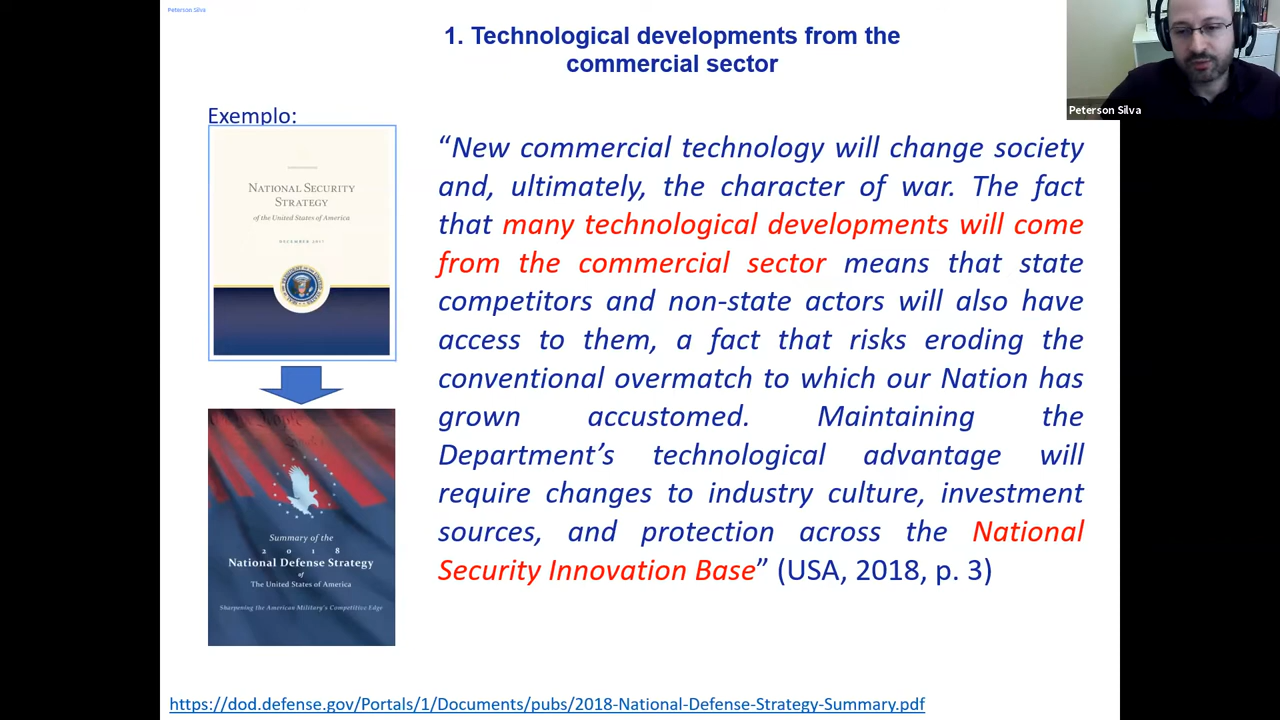 Peterson Silva
1. Technological developments from the
commercial sector
Peterson Silva
Exemplo:
NATIONAL SECURITY
STRATEGY
of the United States of America
DECEMBER 2017
“New commercial technology will change society
and, ultimately, the character of war. The fact
that many technological developments will come
from the commercial sector means that state
competitors and non-state actors will also have
access to them, a fact that risks eroding the
conventional overmatch to which our Nation has
grown accustomed. Maintaining the
Department’s technological advantage will
require changes to industry culture, investment
sources, and protection across the National
Security Innovation Base” (USA, 2018, p. 3)
Summary of the
2018
National Defense Strategy
of
The United States of America
Sharpening the American Military’s Competitive Edge
https://dod.defense.gov/Portals/1/Documents/pubs/2018-National-Defense-Strategy-Summary.pdf